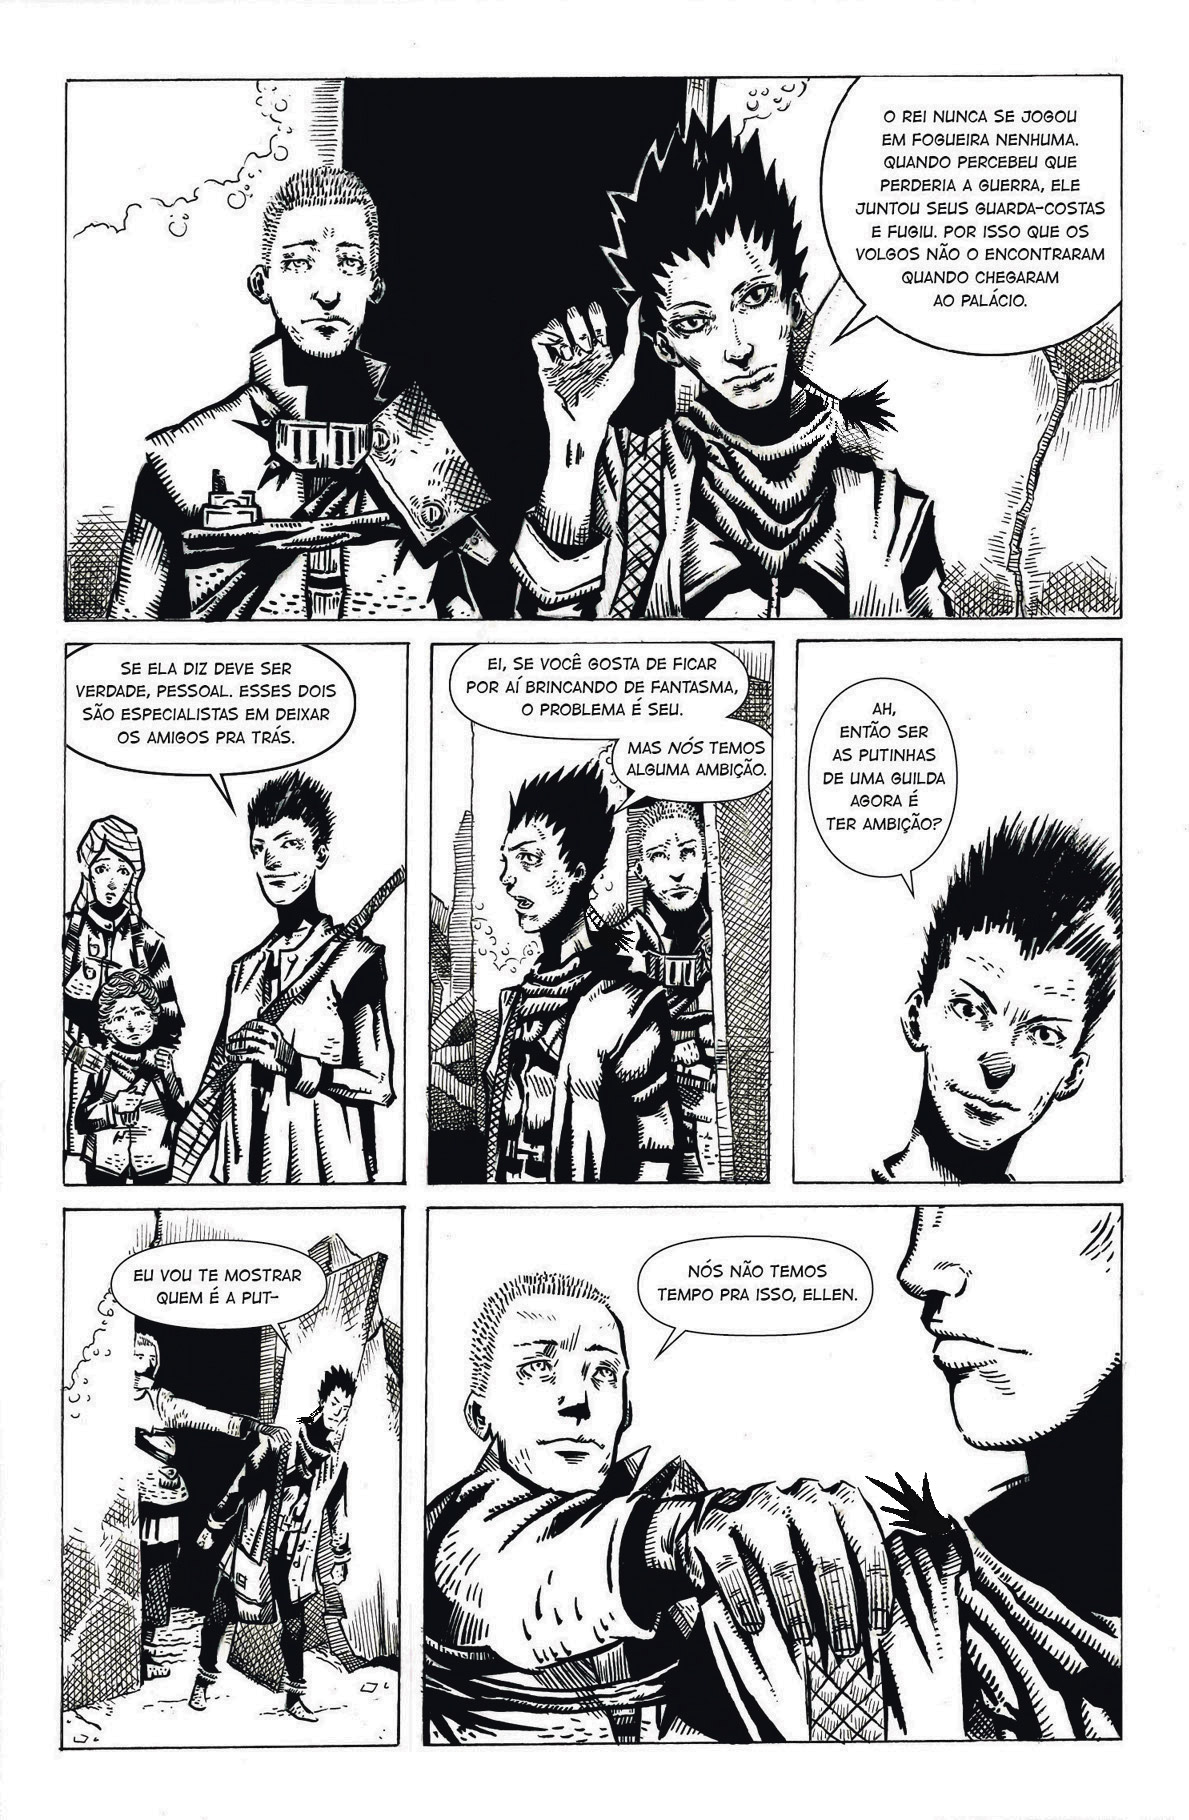 O REI NUNCA SE JOGOU
EM FOGUEIRA NENHUMA.
QUANDO PERCEBEU QUE
PERDERIA A GUERRA, ELE
JUNTOU SEUS GUARDA-COSTAS
E FUGIU. POR ISSO QUE OS
VOLGOS NÃO O ENCONTRARAM
QUANDO CHEGARAM
AO PALÁCIO.
SE ELA DIZ DEVE SER
VERDADE, PESSOAL. ESSES DOIS
SÃO ESPECIALISTAS EM DEIXAR
OS AMIGOS PRA TRÁS.
EI, SE VOCÊ GOSTA DE FICAR
POR AÍ BRINCANDO DE FANTASMA,
O PROBLEMA É SEU.
MAS NÓS TEMOS
ALGUMA AMBIÇÃO.
AH,
ENTÃO SER
AS PUTINHAS
DE UMA GUILDA
AGORA É
TER AMBIÇÃO?
EU VOU TE MOSTRAR
QUEM É A PUT-
NÓS NÃO TEMOS
TEMPO PRA ISSO, ELLEN.